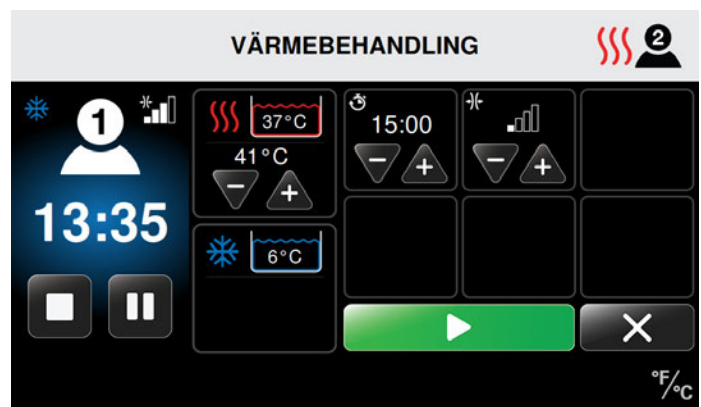 VÄRMEBEHANDLING
2
1
13:35
37°C
41°C
6°C
15:00
°F/°C